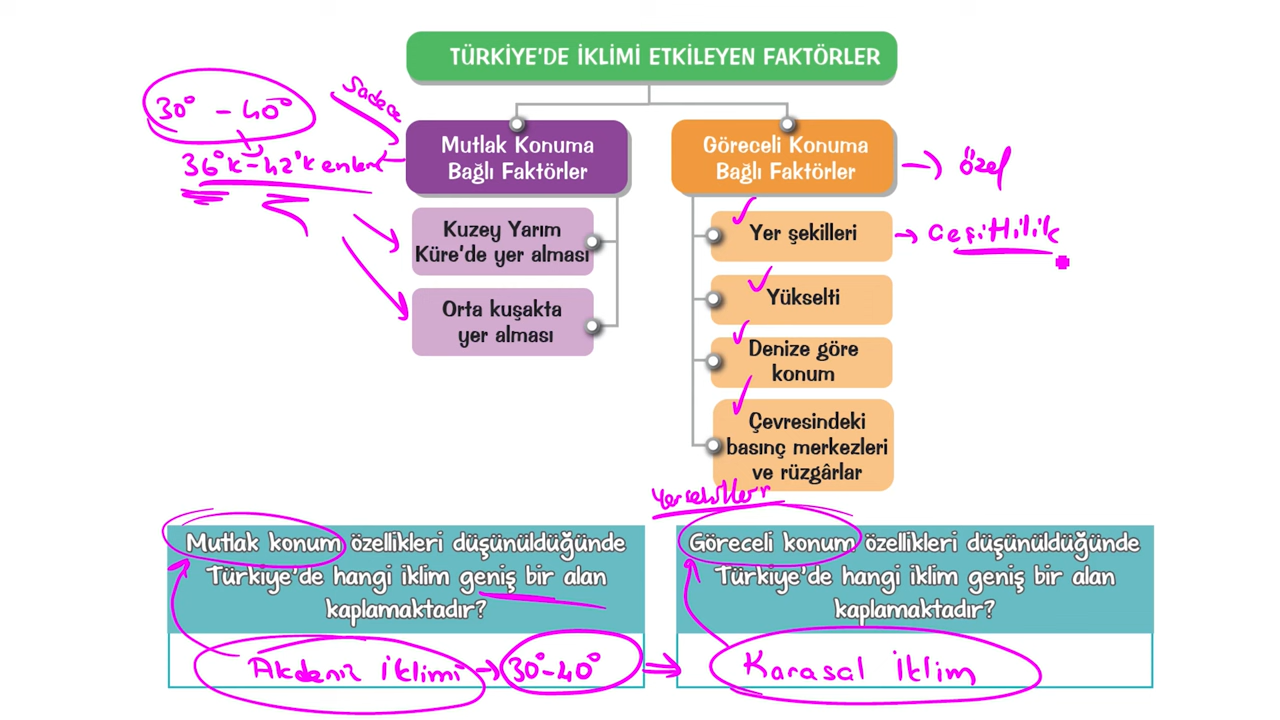 TÜRKİYE'DE İKLİMİ ETKİLEYEN FAKTÖRLER
30° - 40°
Sadece
36°K-42°K enlem
Mutlak Konuma
Bağlı Faktörler
Kuzey Yarım
Küre'de yer alması
Orta kuşakta
yer alması
Göreceli Konuma
Bağlı Faktörler
→ özel
Yer şekilleri
→ Çeşitlilik
Yükselti
Denize göre
konum
Çevresindeki
basınç merkezleri
ve rüzgârlar
Yerşekilleri
Mutlak konum özellikleri düşünüldüğünde
Türkiye'de hangi iklim geniş bir alan
kaplamaktadır?
Akdeniz İklimi → 30°-40° →
Göreceli konum özellikleri düşünüldüğünde
Türkiye'de hangi iklim geniş bir alan
kaplamaktadır?
Karasal İklim